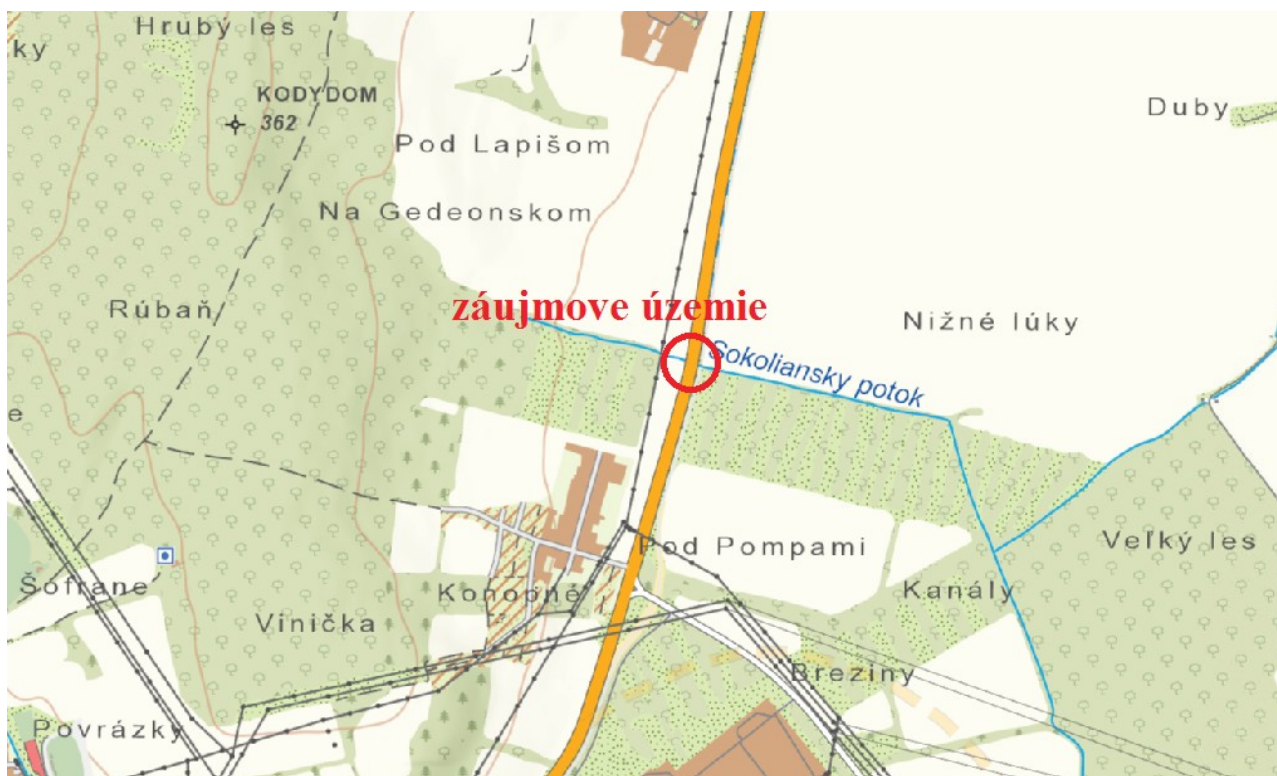 Hrubý les
ky
KODYDOM
362
Duby
Pod Lapišom
Na Gedeonskom
záujmove územie
Rúbaň
Nižné lúky
Sokoliansky potok
e
Pod Pompami
Veľký les
Šofrane
Konopné
Kanály
Vinička
Breziny
Povrázky